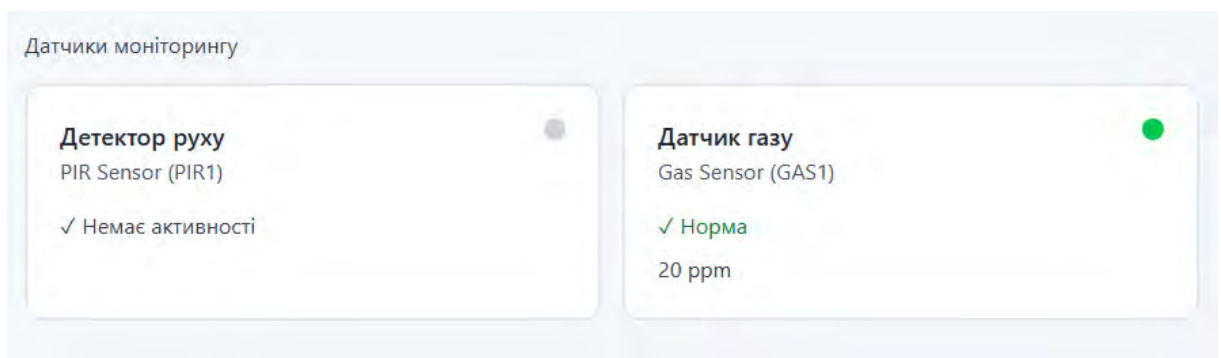 Датчики моніторингу
Детектор руху
PIR Sensor (PIR1)
✓ Немає активності
Датчик газу
Gas Sensor (GAS1)
✓ Норма
20 ppm